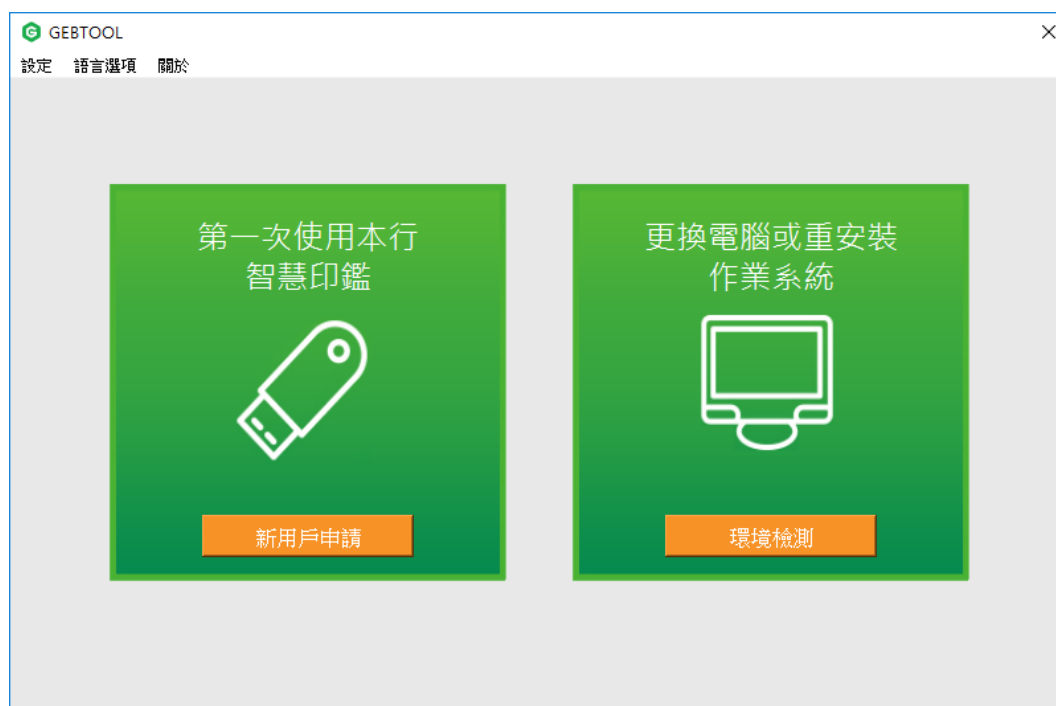 GEBTOOL
設定 語言選項 關於
第一次使用本行
智慧印鑑
新用戶申請
更換電腦或重安裝
作業系統
環境檢測